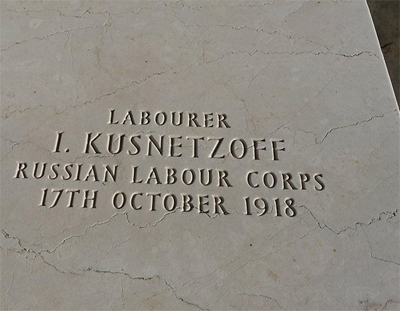 LABOURER
I. KUSNETZOFF
RUSSIAN LABOUR CORPS
17TH OCTOBER 1918